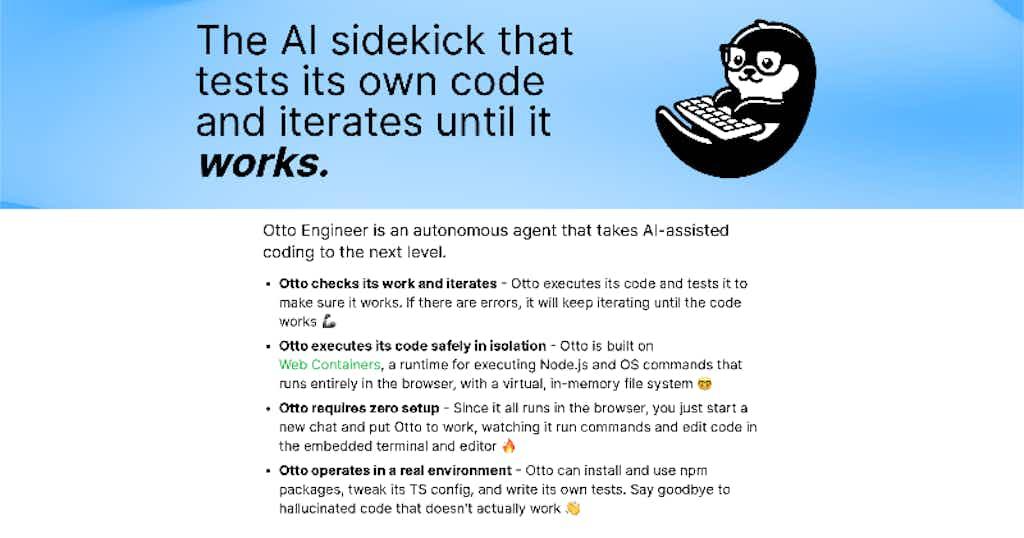 The AI sidekick that
tests its own code
and iterates until it
works.
Otto Engineer is an autonomous agent that takes AI-assisted
coding to the next level.
• Otto checks its work and iterates - Otto executes its code and tests it to
make sure it works. If there are errors, it will keep iterating until the code
works 🦾
• Otto executes its code safely in isolation - Otto is built on
Web Containers, a runtime for executing Node.js and OS commands that
runs entirely in the browser, with a virtual, in-memory file system 🤓
• Otto requires zero setup - Since it all runs in the browser, you just start a
new chat and put Otto to work, watching it run commands and edit code in
the embedded terminal and editor 🔥
• Otto operates in a real environment - Otto can install and use npm
packages, tweak its TS config, and write its own tests. Say goodbye to
hallucinated code that doesn't actually work 👋